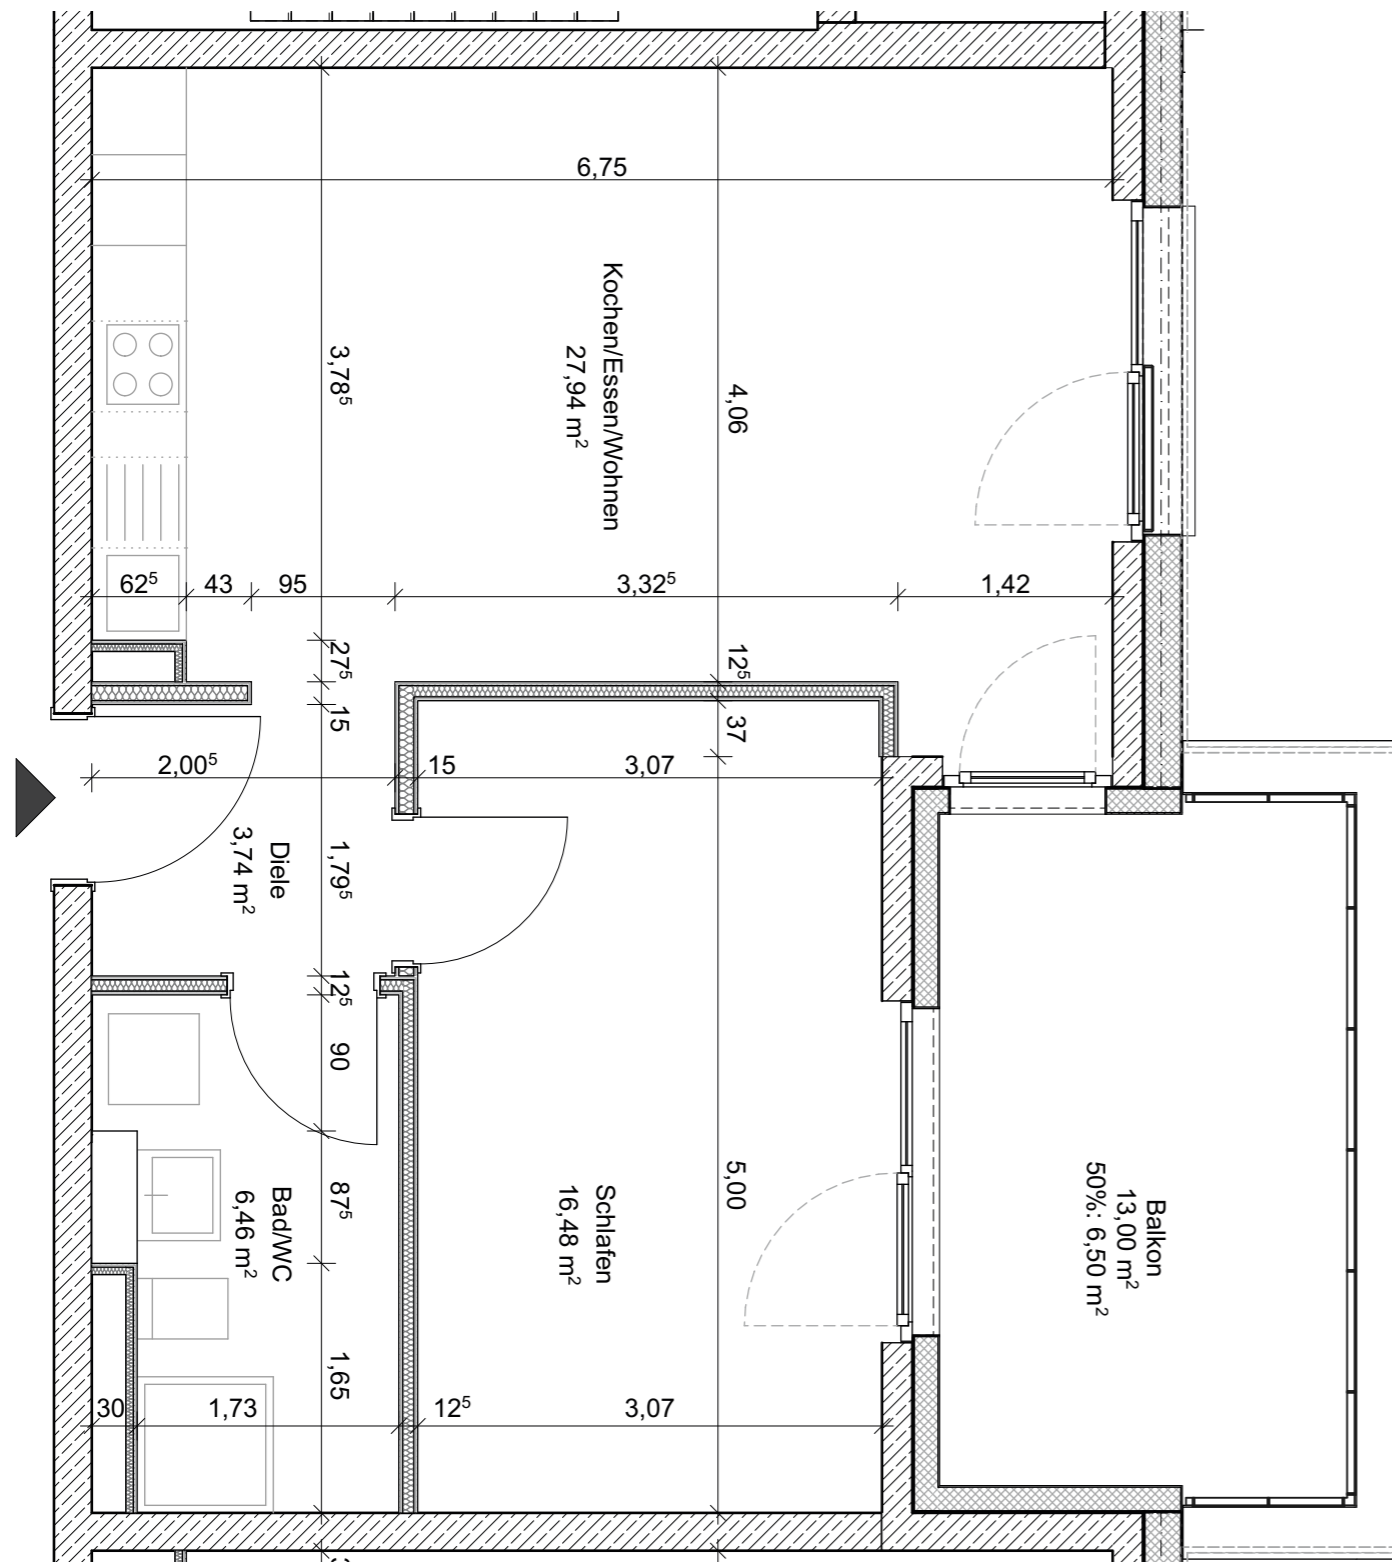 6,75
Kochen/Essen/Wohnen
27,94 m²
3,78⁵
4,06
62⁵
43
95
3,32⁵
1,42
27⁵
12⁵
15
37
2,00⁵
15
3,07
Diele
3,74 m²
1,79⁵
12⁵
90
87⁵
5,00
Bad/WC
6,46 m²
Schlafen
16,48 m²
Balkon
13,00 m²
50%: 6,50 m²
1,65
30
1,73
12⁵
3,07